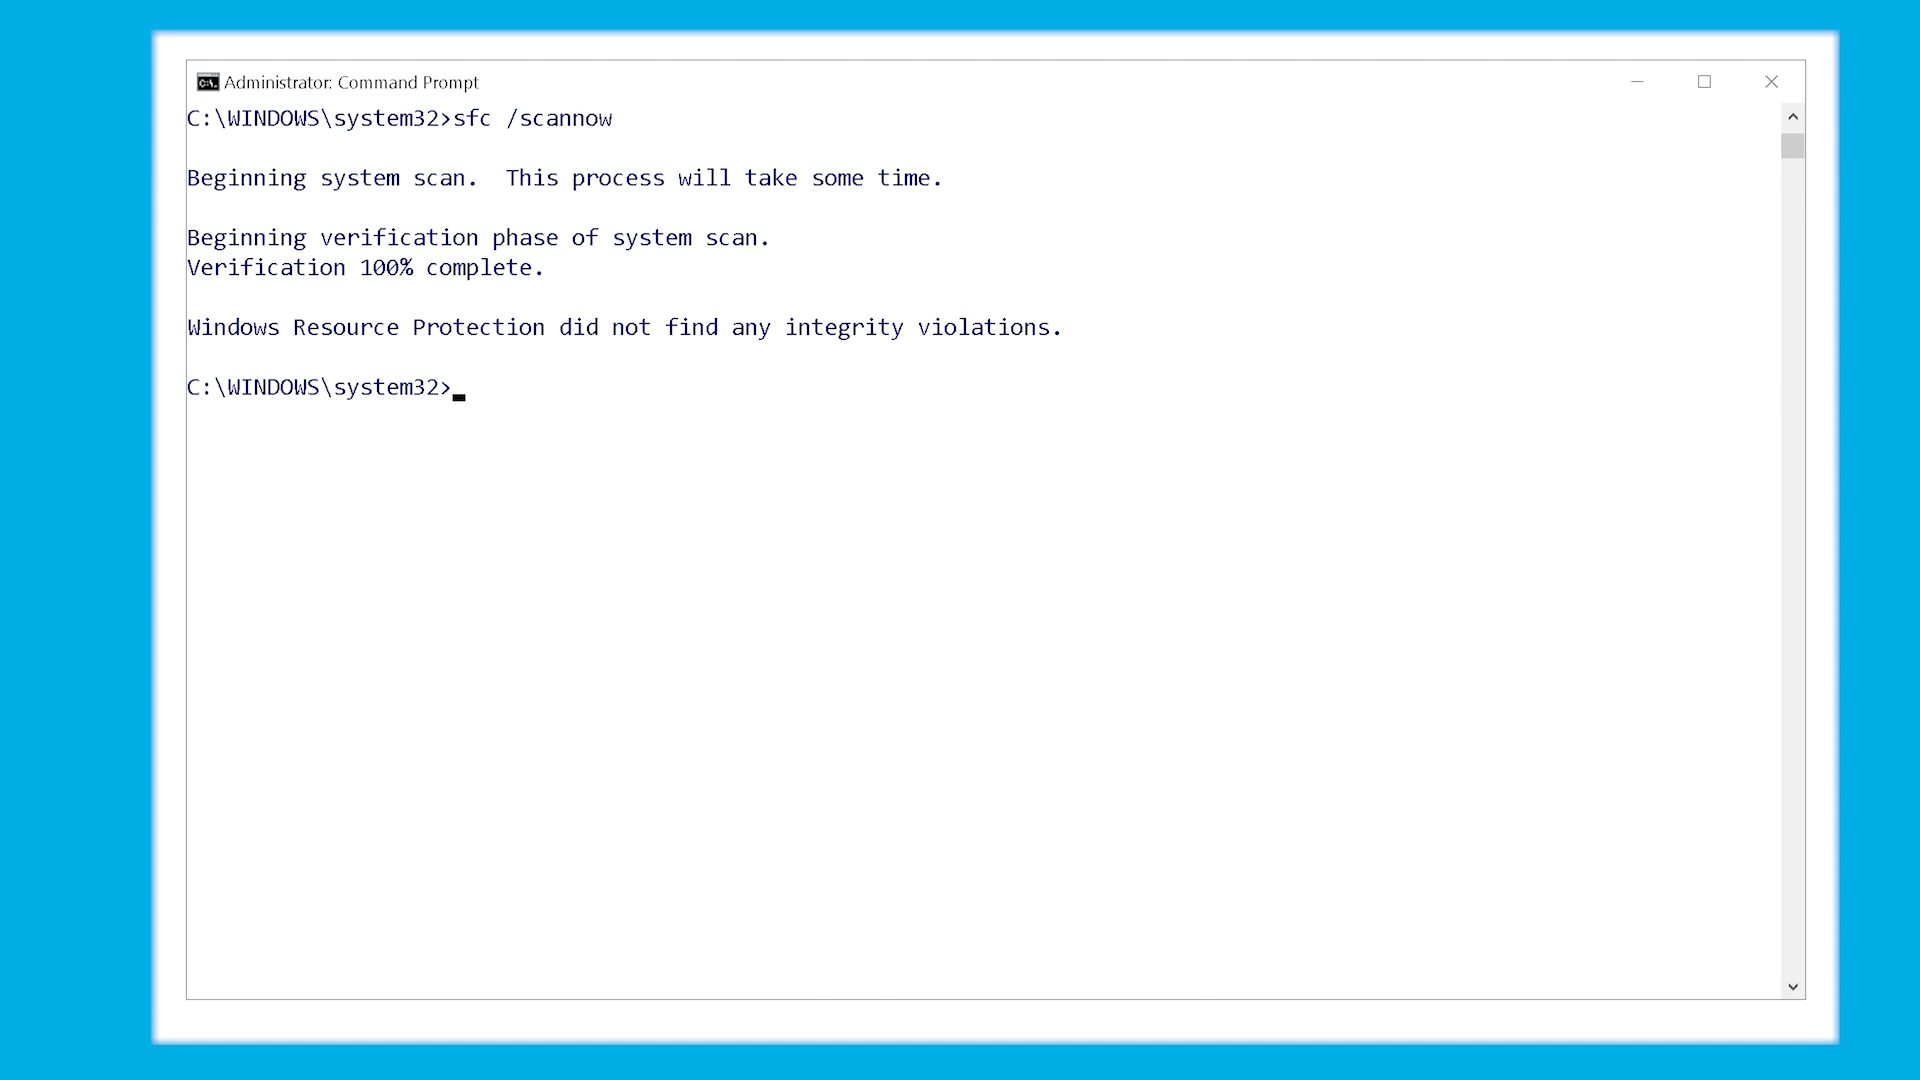 Administrator: Command Prompt
C:\WINDOWS\system32>sfc /scannow
Beginning system scan.  This process will take some time.
Beginning verification phase of system scan.
Verification 100% complete.
Windows Resource Protection did not find any integrity violations.
C:\WINDOWS\system32>